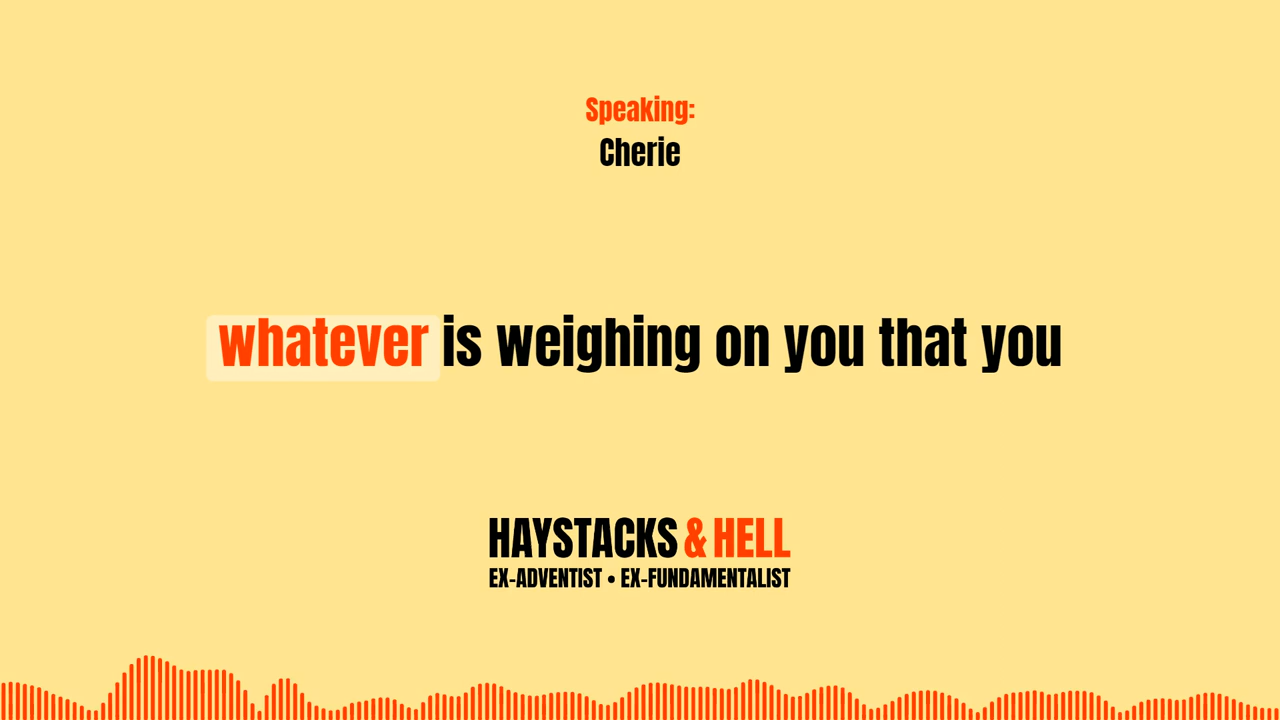 Speaking:
Cherie
whatever is weighing on you that you
HAYSTACKS & HELL
EX-ADVENTIST • EX-FUNDAMENTALIST